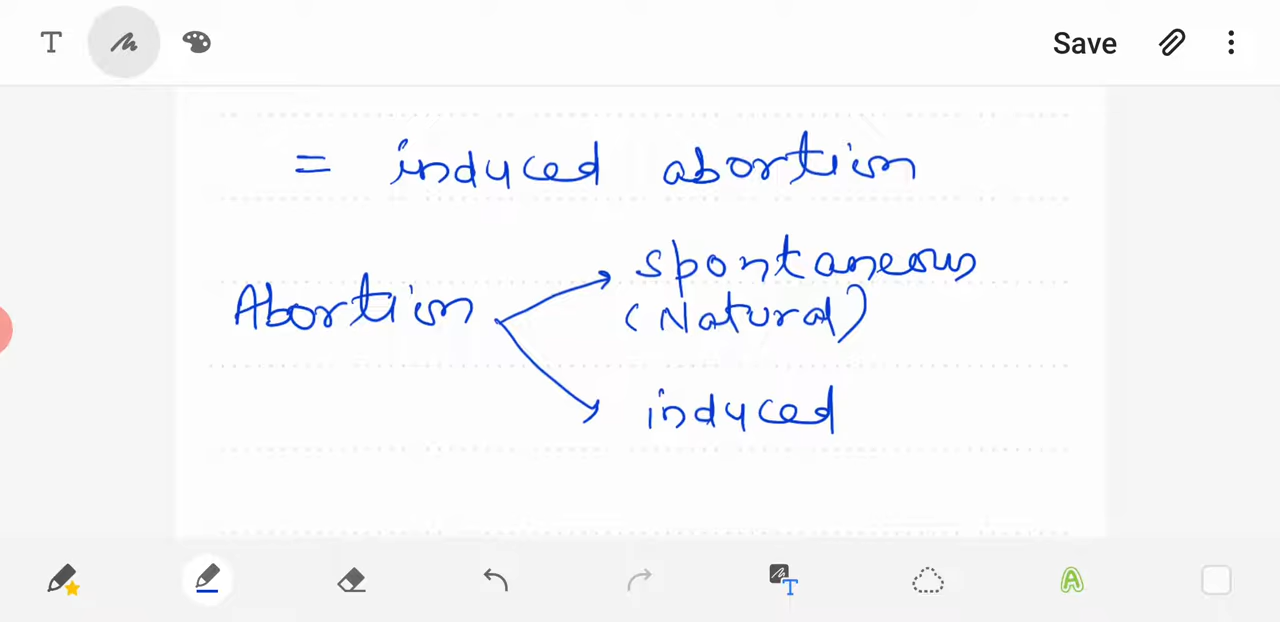 T Save
= induced abortion
Abortion spontaneous
(Natural)
induced